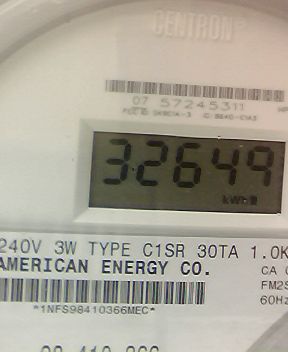 CENTRON®
07 57245311
32649
kWh
240V 3W TYPE C1SR 30TA 1.0K
AMERICAN ENERGY CO.
CA
FM2S
60Hz
*1NFS98410366MEC*